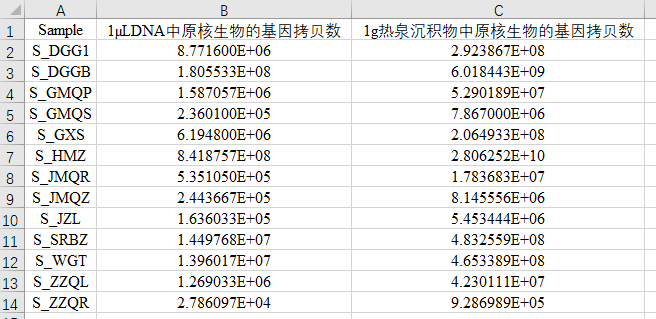 A B C
1 Sample 1μLDNA中原核生物的基因拷贝数 1g热泉沉积物中原核生物的基因拷贝数
2 S_DGG1 8.771600E+06 2.923867E+08
3 S_DGGB 1.805533E+08 6.018443E+09
4 S_GMQP 1.587057E+06 5.290189E+07
5 S_GMQS 2.360100E+05 7.867000E+06
6 S_GXS 6.194800E+06 2.064933E+08
7 S_HMZ 8.418757E+08 2.806252E+10
8 S_JMQR 5.351050E+05 1.783683E+07
9 S_JMQZ 2.443667E+05 8.145556E+06
10 S_JZL 1.636033E+05 5.453444E+06
11 S_SRBZ 1.449768E+07 4.832559E+08
12 S_WGT 1.396017E+07 4.653389E+08
13 S_ZZQL 1.269033E+06 4.230111E+07
14 S_ZZQR 2.786097E+04 9.286989E+05